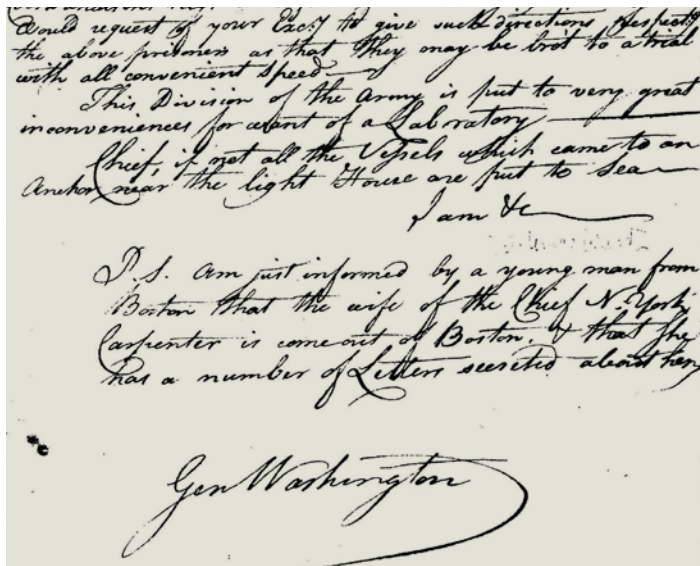 would request of your Excy to give such directions respectg
the above prisoners as that they may be brôt to a trial
with all convenient speed
This Division of the Army is put to very great
inconveniences for want of a Labratory
Chief, if not all the Vessels which came to an
Anchor near the light House are put to Sea
I am &c
P.S. am just informed by a young man from
Boston that the wife of the Chief N. York
Carpenter is come out of Boston. & that She
has a number of Letters secreted about her,
Gen Washington